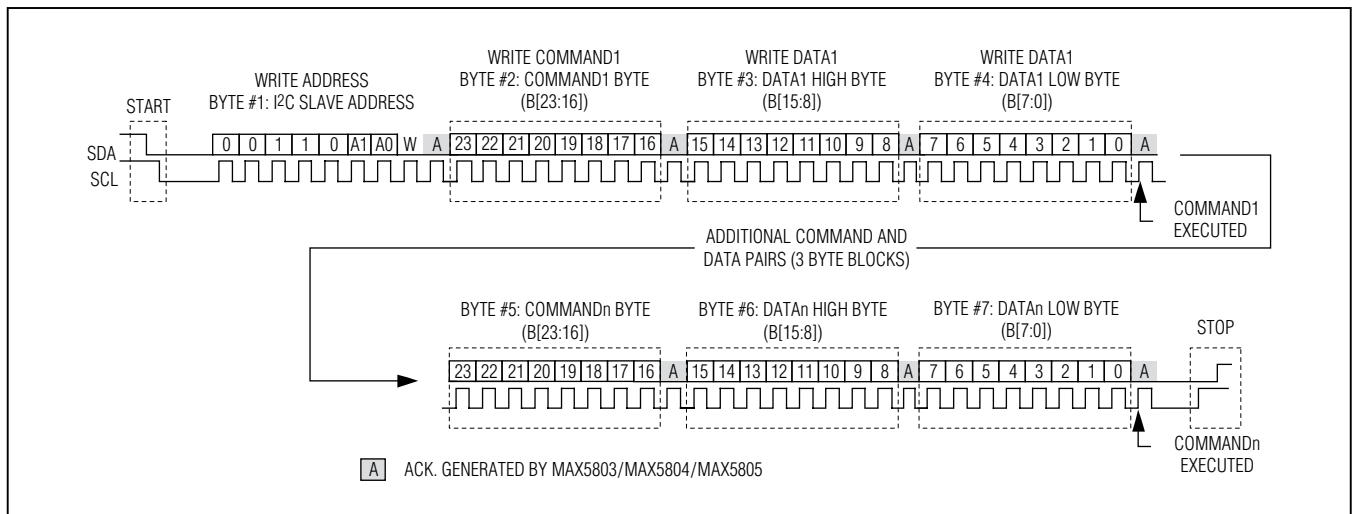 WRITE ADDRESS
BYTE #1: I²C SLAVE ADDRESS
WRITE COMMAND1
BYTE #2: COMMAND1 BYTE
(B[23:16])
WRITE DATA1
BYTE #3: DATA1 HIGH BYTE
(B[15:8])
WRITE DATA1
BYTE #4: DATA1 LOW BYTE
(B[7:0])
START
SDA
SCL
0 0 1 1 0 A1 A0 W A 23 22 21 20 19 18 17 16 A 15 14 13 12 11 10 9 8 A 7 6 5 4 3 2 1 0 A
COMMAND1
EXECUTED
ADDITIONAL COMMAND AND
DATA PAIRS (3 BYTE BLOCKS)
BYTE #5: COMMANDn BYTE
(B[23:16])
BYTE #6: DATAn HIGH BYTE
(B[15:8])
BYTE #7: DATAn LOW BYTE
(B[7:0])
STOP
23 22 21 20 19 18 17 16 A 15 14 13 12 11 10 9 8 A 7 6 5 4 3 2 1 0 A
COMMANDn
EXECUTED
A ACK. GENERATED BY MAX5803/MAX5804/MAX5805